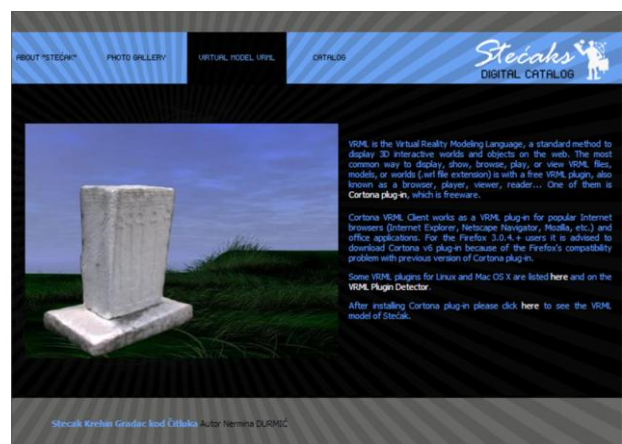 ABOUT "STEĆAK"
PHOTO GALLERY
VIRTUAL MODEL VRML
CATALOG
Stećaks
DIGITAL CATALOG
VRML is the Virtual Reality Modeling Language, a standard method to
display 3D interactive worlds and objects on the web. The most
common way to display, show, browse, play, or view VRML files,
models, or worlds (.wrl file extension) is with a free VRML plugin, also
known as a browser, player, viewer, reader... One of them is
Cortona plug-in, which is freeware.
Cortona VRML Client works as a VRML plug-in for popular Internet
browsers (Internet Explorer, Netscape Navigator, Mozilla, etc.) and
office applications. For the Firefox 3.0.4.+ users it is advised to
download Cortona v6 plug-in because of the Firefox's compatibility
problem with previous version of Cortona plug-in.
Some VRML plugins for Linux and Mac OS X are listed here and on the
VRML Plugin Detector.
After installing Cortona plug-in please click here to see the VRML
model of Stećak.
Stecak Krehin Gradac kod Čitluka Autor Nermina DURMIĆ